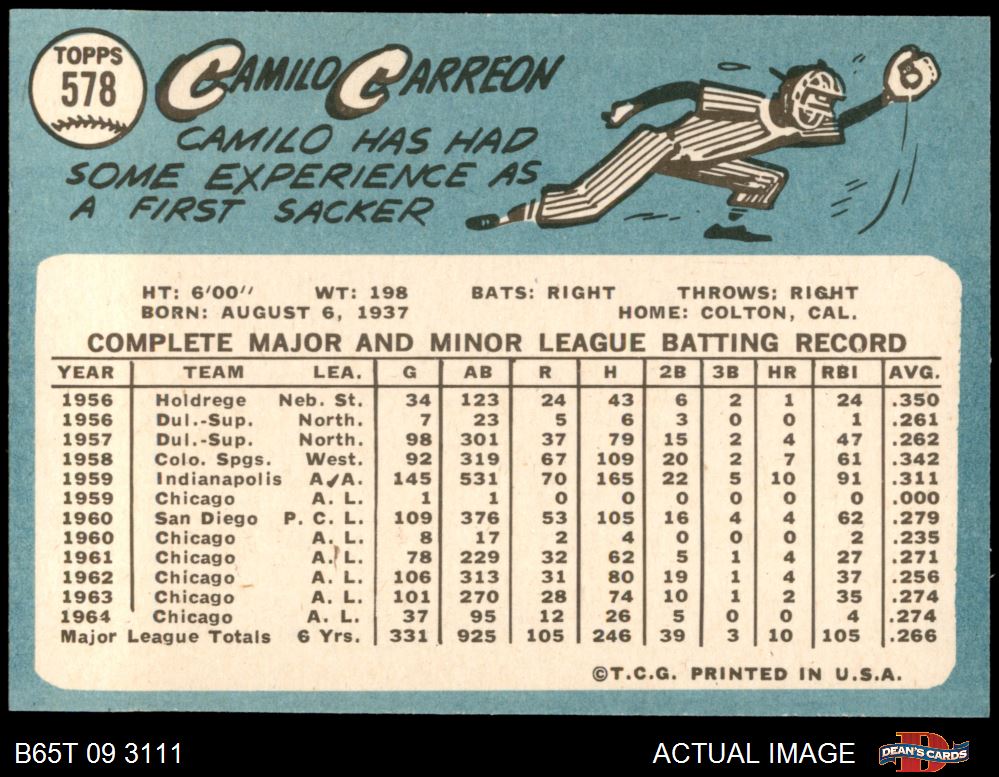 TOPPS
578
CAMILO CARREON
CAMILO HAS HAD
SOME EXPERIENCE AS
A FIRST SACKER
HT: 6'00" WT: 198 BATS: RIGHT THROWS: RIGHT
BORN: AUGUST 6, 1937 HOME: COLTON, CAL.
COMPLETE MAJOR AND MINOR LEAGUE BATTING RECORD
YEAR TEAM LEA. G AB R H 2B 3B HR RBI AVG.
1956 Holdrege Neb. St. 34 123 24 43 6 2 1 24 .350
1956 Dul.-Sup. North. 7 23 5 6 3 0 0 1 .261
1957 Dul.-Sup. North. 98 301 37 79 15 2 4 47 .262
1958 Colo. Spgs. West. 92 319 67 109 20 2 7 61 .342
1959 Indianapolis A.A. 145 531 70 165 22 5 10 91 .311
1959 Chicago A. L. 1 1 0 0 0 0 0 0 .000
1960 San Diego P. C. L. 109 376 53 105 16 4 4 62 .279
1960 Chicago A. L. 8 17 2 4 0 0 0 2 .235
1961 Chicago A. L. 78 229 32 62 5 1 4 27 .271
1962 Chicago A. L. 106 313 31 80 19 1 4 37 .256
1963 Chicago A. L. 101 270 28 74 10 1 2 35 .274
1964 Chicago A. L. 37 95 12 26 5 0 0 4 .274
Major League Totals 6 Yrs. 331 925 105 246 39 3 10 105 .266
©T.C.G. PRINTED IN U.S.A.
B65T 09 3111 ACTUAL IMAGE DEAN'S CARDS